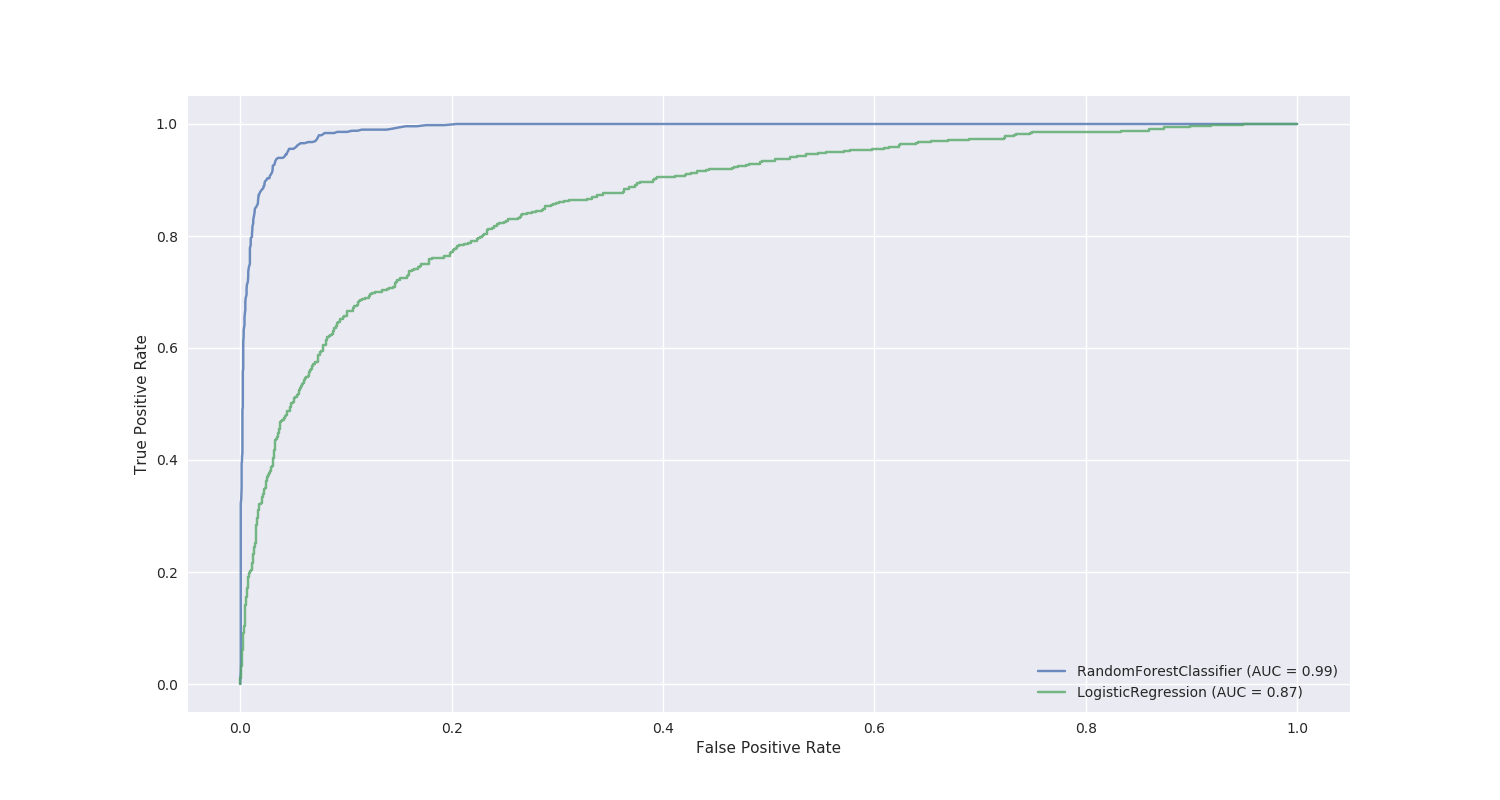 1.0
0.8
0.6
0.4
0.2
0.0
True Positive Rate
RandomForestClassifier (AUC = 0.99)
LogisticRegression (AUC = 0.87)
0.0 0.2 0.4 0.6 0.8 1.0
False Positive Rate